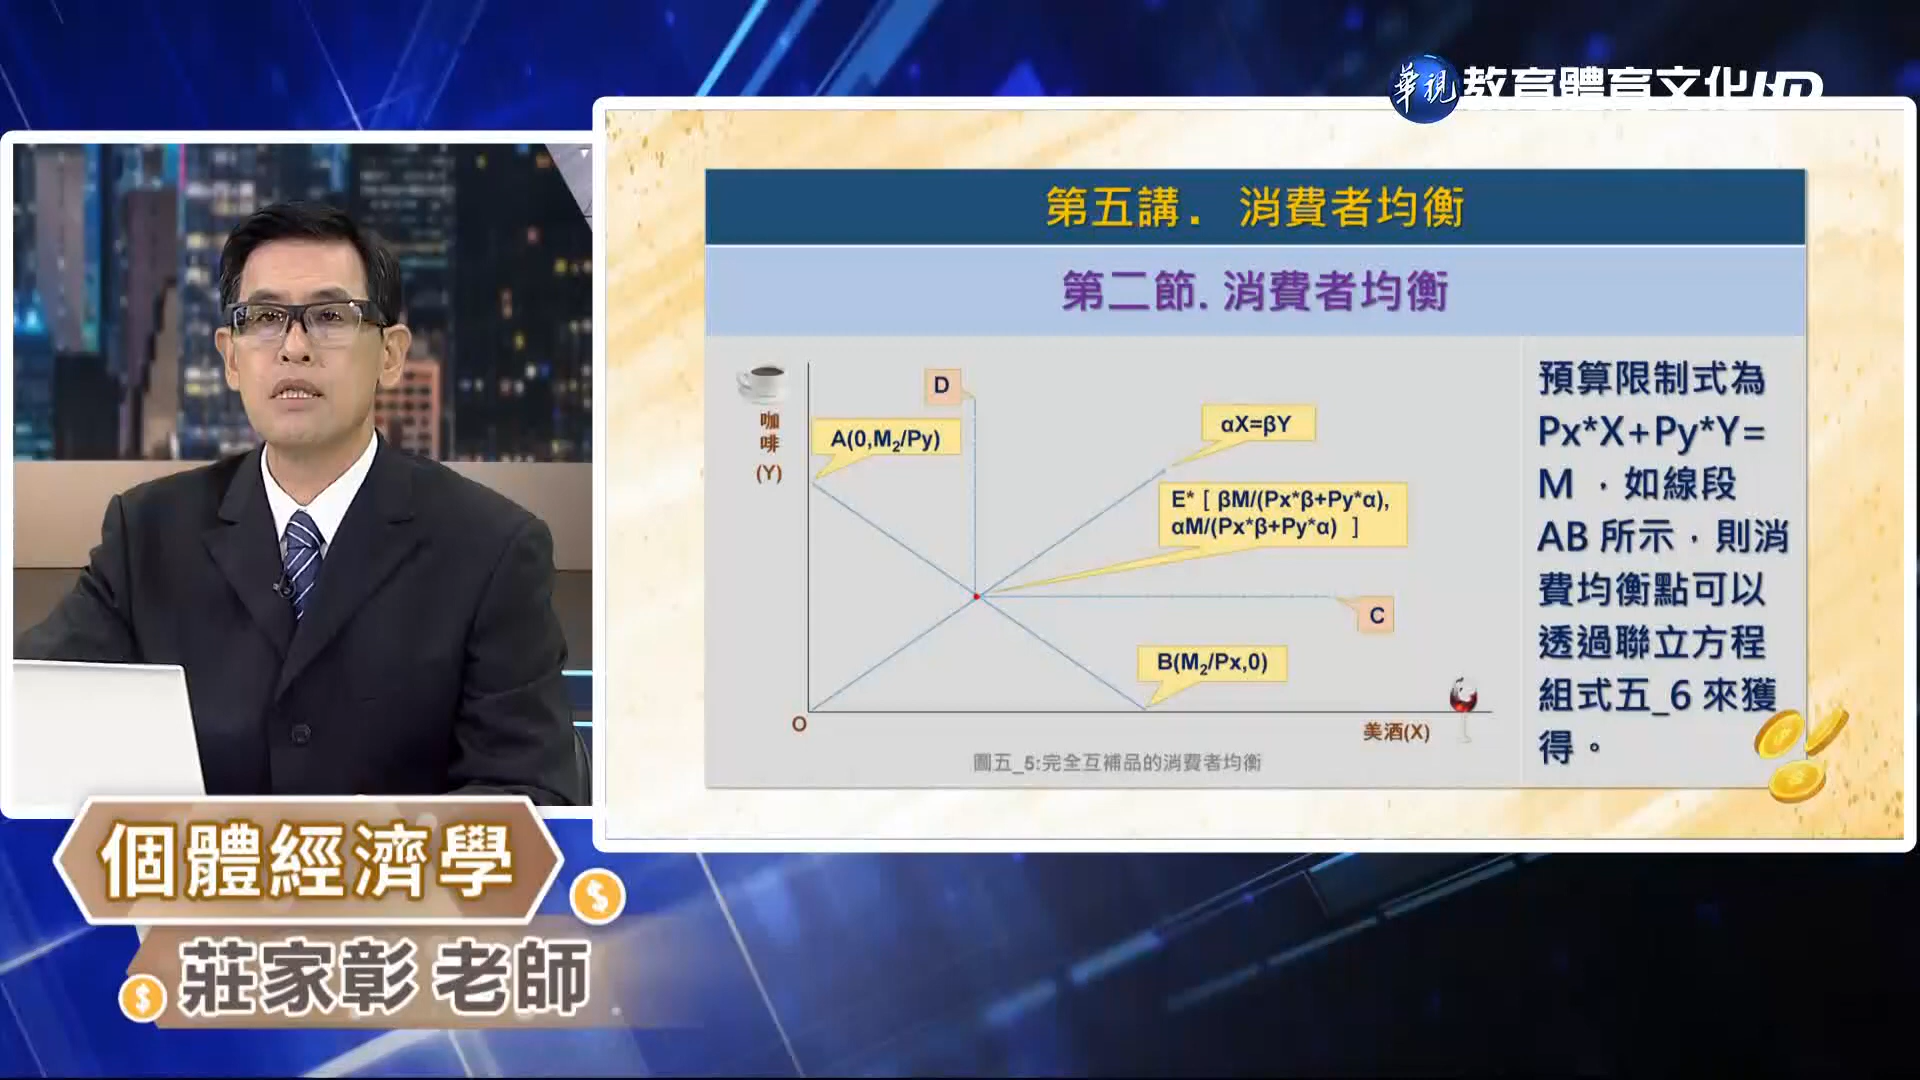 華視 教育體育文化HD
第五講. 消費者均衡
第二節. 消費者均衡
咖啡
(Y)
D
A(0,M₂/Py)
αX=βY
E* [ βM/(Px*β+Py*α),
αM/(Px*β+Py*α) ]
C
B(M₂/Px,0)
O
美酒(X)
圖五_5:完全互補品的消費者均衡
預算限制式為
Px*X+Py*Y=
M，如線段
AB 所示，則消
費均衡點可以
透過聯立方程
組式五_6 來獲
得。
個體經濟學
莊家彰 老師